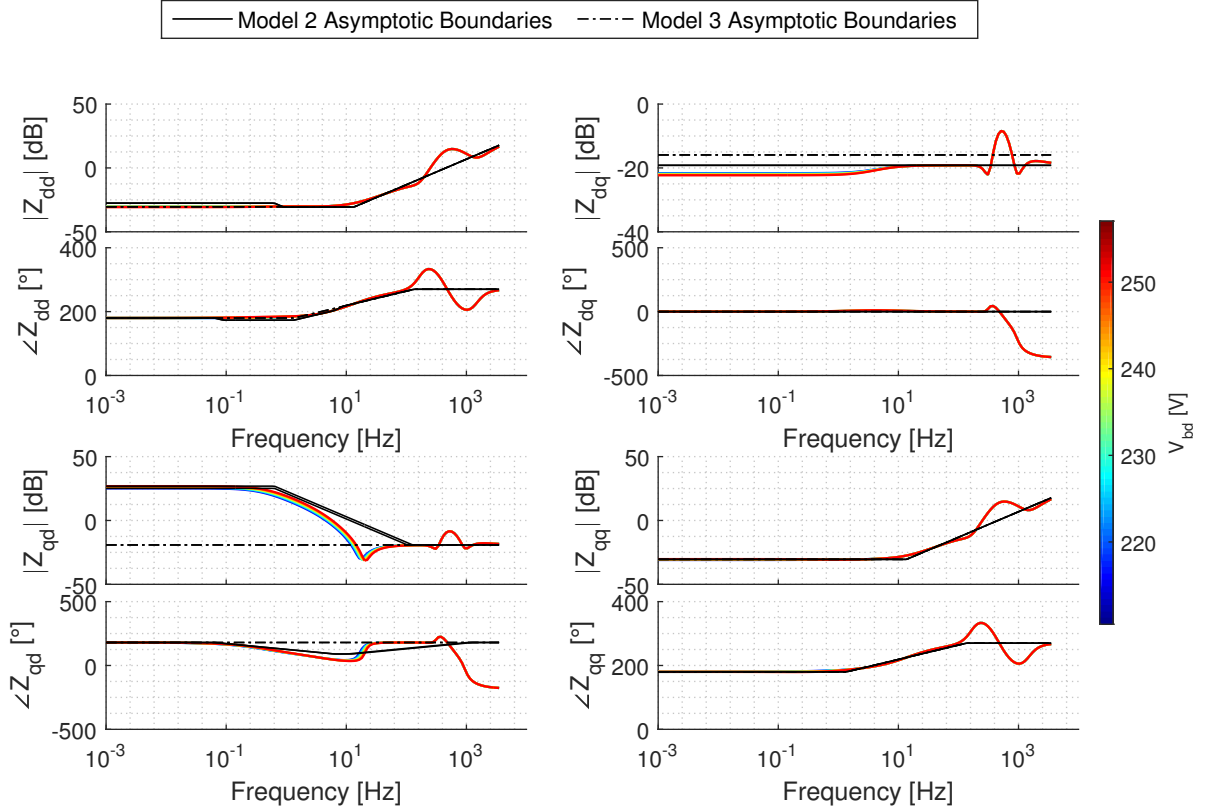 Model 2 Asymptotic Boundaries Model 3 Asymptotic Boundaries
50
0
-50
|Z_dd| [dB]
400
200
0
∠Z_dd [°]
10^-3 10^-1 10^1 10^3
Frequency [Hz]
0
-20
-40
|Z_dq| [dB]
500
0
-500
∠Z_dq [°]
10^-3 10^-1 10^1 10^3
Frequency [Hz]
50
0
-50
|Z_qd| [dB]
500
0
-500
∠Z_qd [°]
10^-3 10^-1 10^1 10^3
Frequency [Hz]
50
0
-50
|Z_qq| [dB]
400
200
0
∠Z_qq [°]
10^-3 10^-1 10^1 10^3
Frequency [Hz]
250
240
230
220
V_bd [V]